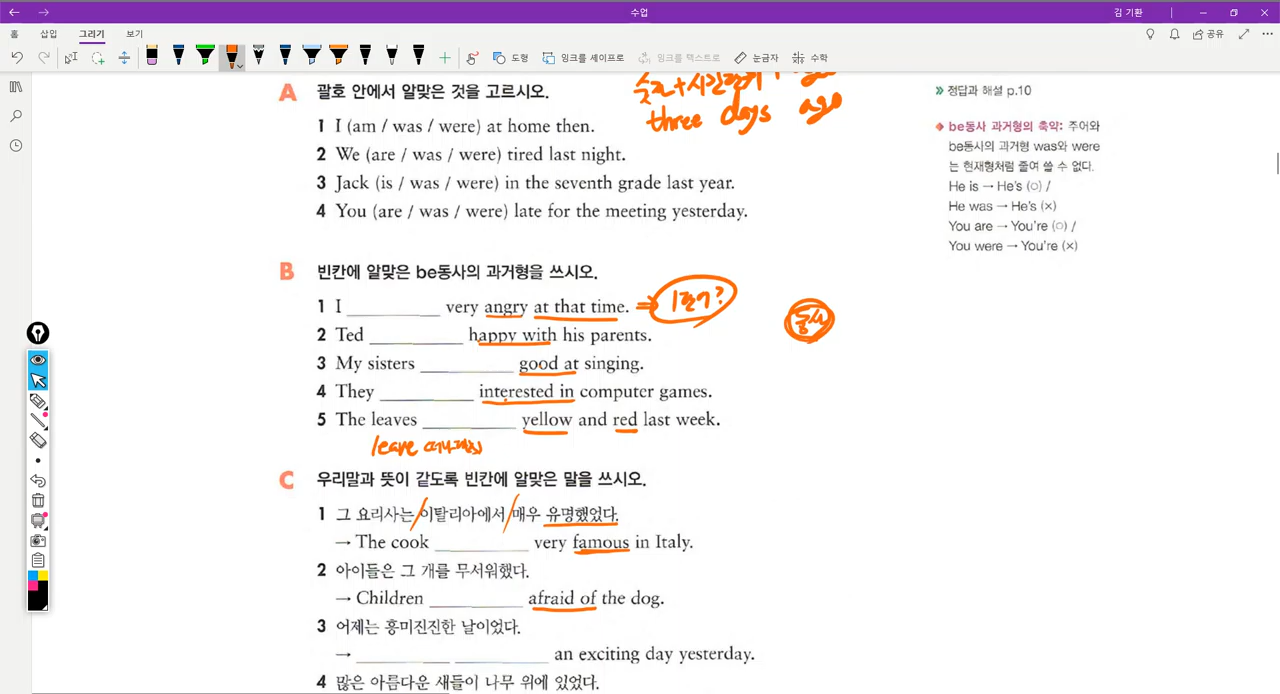 수업
김 기환
홈 삽입 그리기 보기
공유
도형
잉크를 셰이프로
잉크를 텍스트로
눈금자
수학
숫자+시간단위+
three days ago
A 괄호 안에서 알맞은 것을 고르시오.
1 I (am / was / were) at home then.
2 We (are / was / were) tired last night.
3 Jack (is / was / were) in the seventh grade last year.
4 You (are / was / were) late for the meeting yesterday.
정답과 해설 p.10
be동사 과거형의 축약: 주어와
be동사의 과거형 was와 were
는 현재형처럼 줄여 쓸 수 없다.
He is → He's (○) /
He was → He's (×)
You are → You're (○) /
You were → You're (×)
B 빈칸에 알맞은 be동사의 과거형을 쓰시오.
1 I ________ very angry at that time.
2 Ted ________ happy with his parents.
3 My sisters ________ good at singing.
4 They ________ interested in computer games.
5 The leaves ________ yellow and red last week.
leave
C 우리말과 뜻이 같도록 빈칸에 알맞은 말을 쓰시오.
1 그 요리사는 이탈리아에서 매우 유명했었다.
→ The cook ________ very famous in Italy.
2 아이들은 그 개를 무서워했다.
→ Children ________ afraid of the dog.
3 어제는 흥미진진한 날이었다.
→ ________ ________ an exciting day yesterday.
4 많은 아름다운 새들이 나무 위에 있었다.